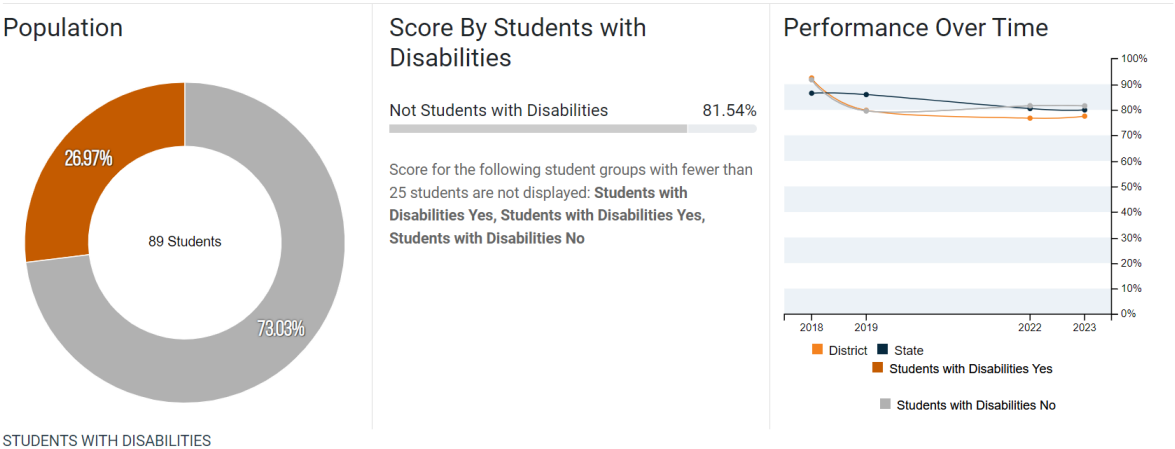 Population
26.97%
89 Students
73.03%
STUDENTS WITH DISABILITIES
Score By Students with
Disabilities
Not Students with Disabilities 81.54%
Score for the following student groups with fewer than
25 students are not displayed: Students with
Disabilities Yes, Students with Disabilities Yes,
Students with Disabilities No
Performance Over Time
100%
90%
80%
70%
60%
50%
40%
30%
20%
10%
0%
2018 2019 2022 2023
District State
Students with Disabilities Yes
Students with Disabilities No